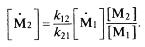 [Ṁ₂] = k₁₂/k₂₁ [Ṁ₁] [M₂]/[M₁].